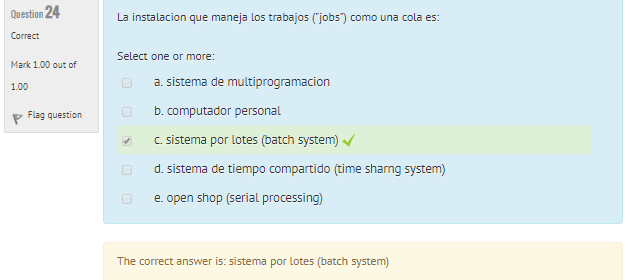 Question 24
Correct
Mark 1.00 out of
1.00
Flag question
La instalacion que maneja los trabajos ("jobs") como una cola es:
Select one or more:
a. sistema de multiprogramacion
b. computador personal
c. sistema por lotes (batch system)
d. sistema de tiempo compartido (time sharng system)
e. open shop (serial processing)
The correct answer is: sistema por lotes (batch system)